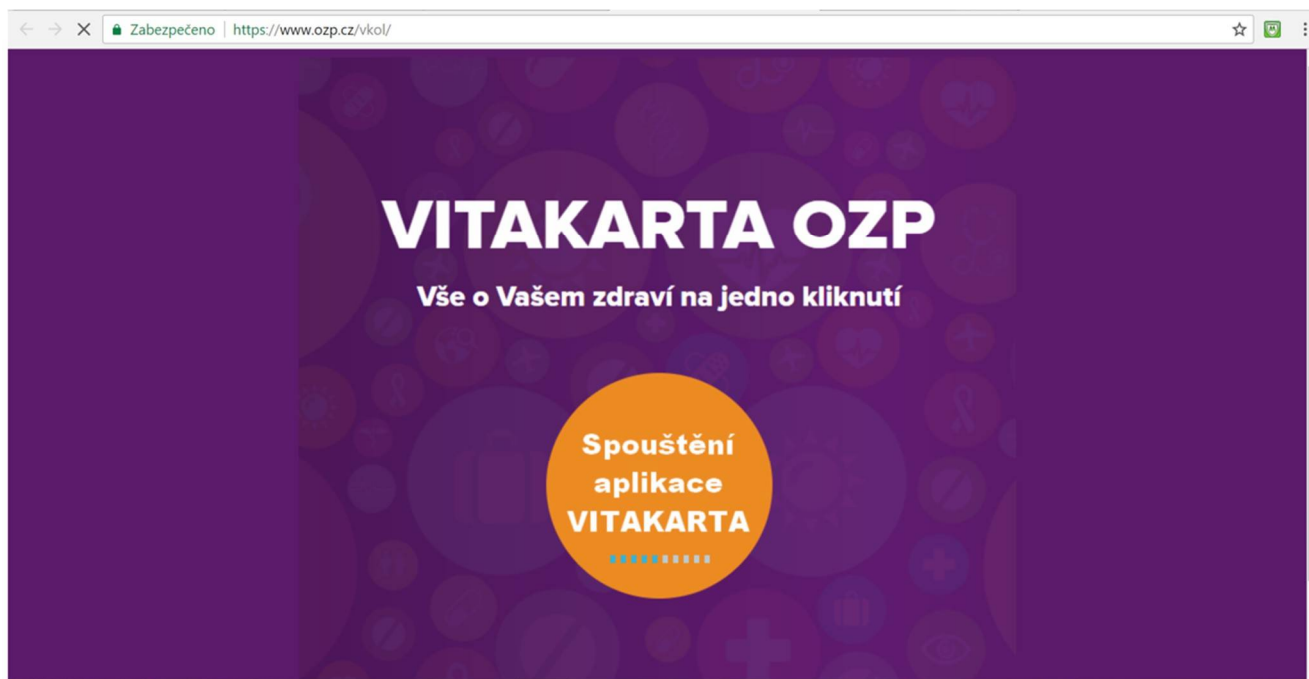 Zabezpečeno | https://www.ozp.cz/vkol/
VITAKARTA OZP
Vše o Vašem zdraví na jedno kliknutí
Spouštění
aplikace
VITAKARTA